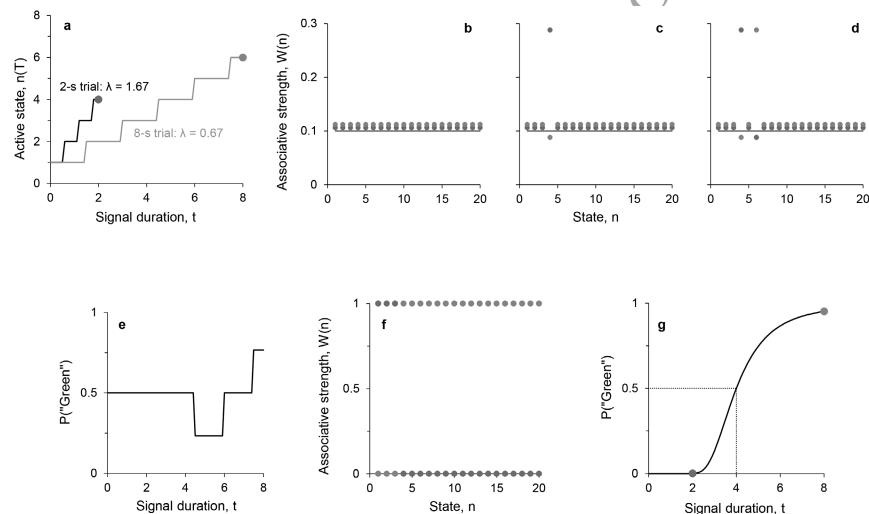 a
8
6
4
2
0
Active state, n(T)
2-s trial: λ = 1.67
8-s trial: λ = 0.67
0 2 4 6 8
Signal duration, t
b
c
d
0.3
0.2
0.1
0
Associative strength, W(n)
0 5 10 15 20
0 5 10 15 20
0 5 10 15 20
State, n
e
1
0.5
0
P("Green")
0 2 4 6 8
Signal duration, t
f
1
0.5
0
Associative strength, W(n)
0 5 10 15 20
State, n
g
1
0.5
0
P("Green")
0 2 4 6 8
Signal duration, t